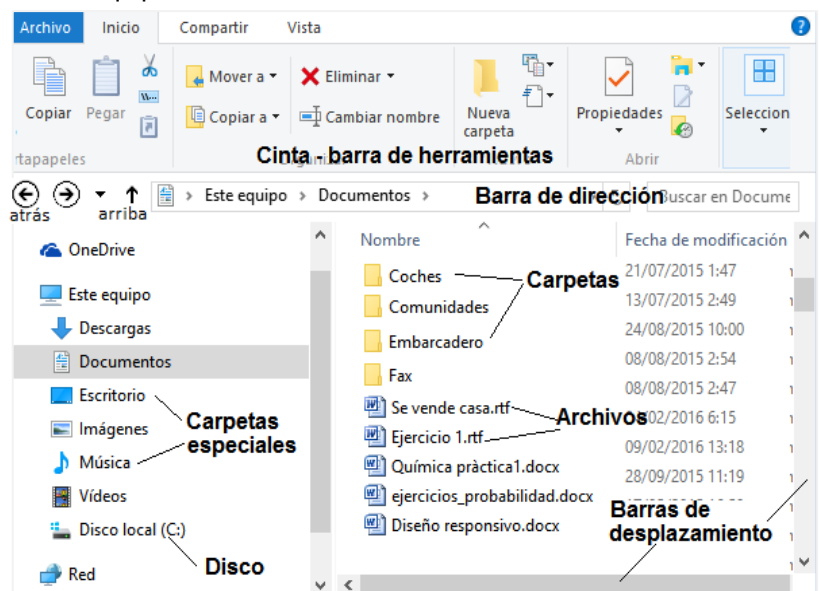 Archivo Inicio Compartir Vista
Mover a Eliminar
Copiar Pegar Copiar a Cambiar nombre Nueva carpeta Propiedades Seleccion
rtapapeles Cinta - barra de herramientas Abrir
Este equipo > Documentos > Barra de dirección Buscar en Docume
atrás arriba
Nombre Fecha de modificación
OneDrive
Este equipo
Descargas
Documentos
Escritorio
Imágenes
Música
Vídeos
Disco local (C:)
Red
Carpetas
especiales
Disco
Coches 21/07/2015 1:47
Comunidades 13/07/2015 2:49
Embarcadero 24/08/2015 10:00
Fax 08/08/2015 2:54
Se vende casa.rtf 08/08/2015 2:47
Ejercicio 1.rtf /02/2016 6:15
Química pràctica1.docx 09/02/2016 13:18
ejercicios_probabilidad.docx 28/09/2015 11:19
Diseño responsivo.docx
Carpetas
Archivos
Barras de
desplazamiento